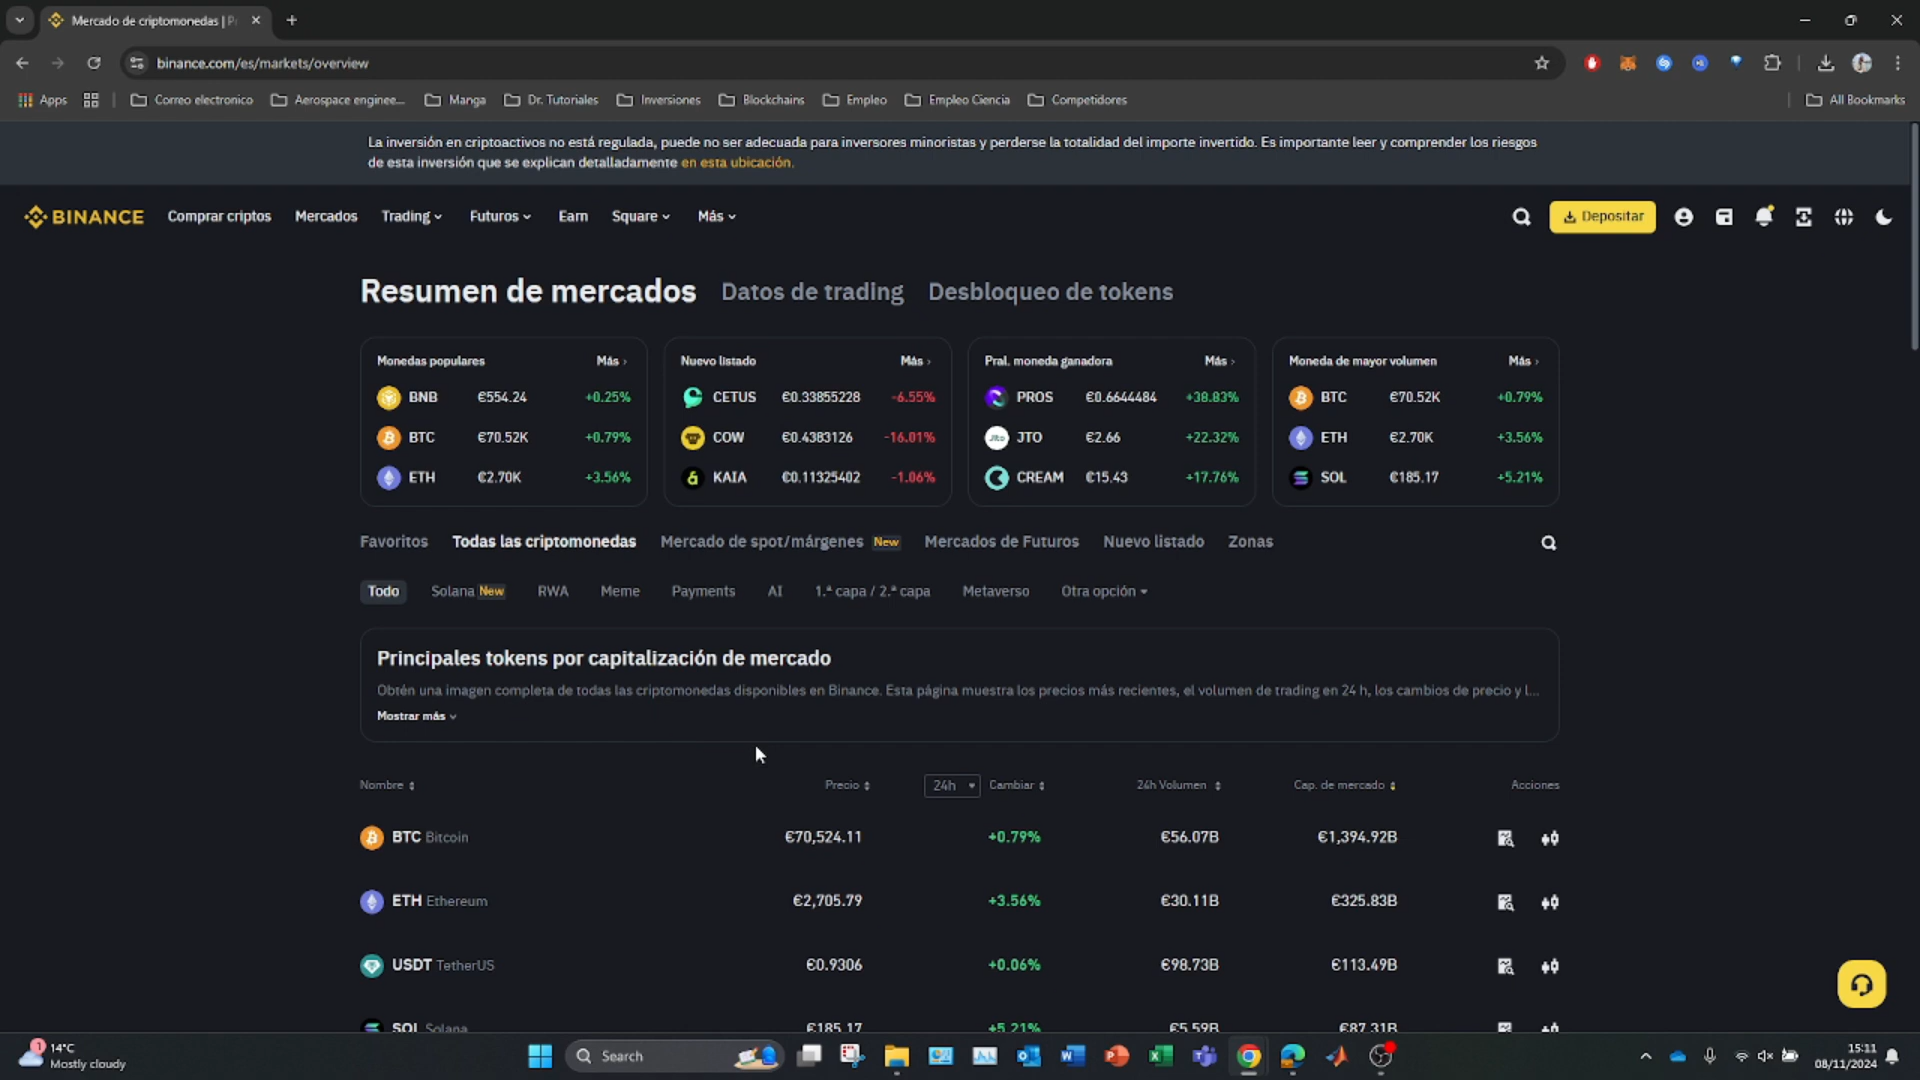 Mercado de criptomonedas | P
binance.com/es/markets/overview
Apps
Correo electronico
Aerospace enginee...
Manga
Dr. Tutoriales
Inversiones
Blockchains
Empleo
Empleo Ciencia
Competidores
All Bookmarks
La inversión en criptoactivos no está regulada, puede no ser adecuada para inversores minoristas y perderse la totalidad del importe invertido. Es importante leer y comprender los riesgos
de esta inversión que se explican detalladamente en esta ubicación.
BINANCE
Comprar criptos
Mercados
Trading
Futuros
Earn
Square
Más
Depositar
Resumen de mercados
Datos de trading
Desbloqueo de tokens
Monedas populares Más
BNB €554.24 +0.25%
BTC €70.52K +0.79%
ETH €2.70K +3.56%
Nuevo listado Más
CETUS €0.33855228 -6.55%
COW €0.4383126 -16.01%
KAIA €0.11325402 -1.06%
Pral. moneda ganadora Más
PROS €0.6644484 +38.83%
Jito JTO €2.66 +22.32%
CREAM €15.43 +17.76%
Moneda de mayor volumen Más
BTC €70.52K +0.79%
ETH €2.70K +3.56%
SOL €185.17 +5.21%
Favoritos
Todas las criptomonedas
Mercado de spot/márgenes New
Mercados de Futuros
Nuevo listado
Zonas
Todo
Solana New
RWA
Meme
Payments
AI
1.ª capa / 2.ª capa
Metaverso
Otra opción
Principales tokens por capitalización de mercado
Obtén una imagen completa de todas las criptomonedas disponibles en Binance. Esta página muestra los precios más recientes, el volumen de trading en 24 h, los cambios de precio y l...
Mostrar más
Nombre Precio 24h Cambiar 24h Volumen Cap. de mercado Acciones
BTC Bitcoin €70,524.11 +0.79% €56.07B €1,394.92B
ETH Ethereum €2,705.79 +3.56% €30.11B €325.83B
USDT TetherUS €0.9306 +0.06% €98.73B €113.49B
SOL Solana €185.17 +5.21% €5.59B €87.31B
1
14°C
Mostly cloudy
Search
15:11
08/11/2024